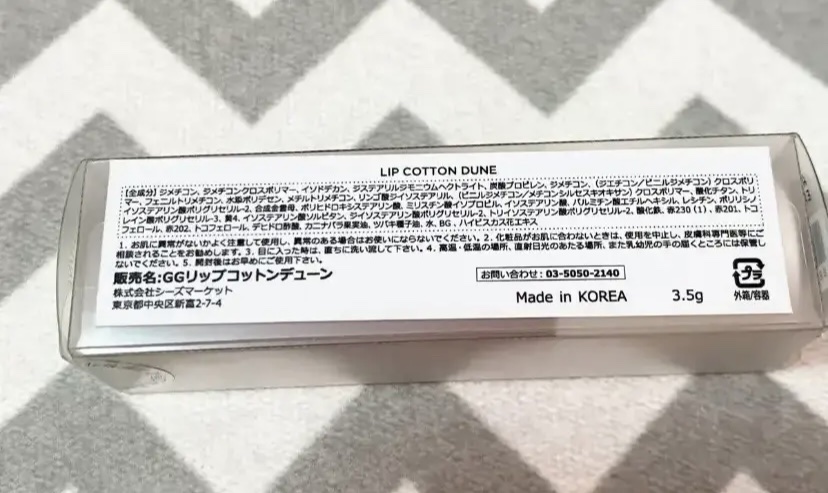 LIP COTTON DUNE
【全成分】ジメチコン、ジメチコンクロスポリマー、イソドデカン、ジステアリルジモニウムヘクトライト、炭酸プロピレン、ジメチコン、(ジエチコン/ビニルジメチコン) クロスポリ
マー、フェニルトリメチコン、水添ポリデセン、メチルトリメチコン、リンゴ酸ジイソステアリル、(ビニルジメチコン/メチコンシルセスキオキサン) クロスポリマー、酸化チタン、トリ
イソステアリン酸ポリグリセリル-2、合成金雲母、ポリヒドロキシステアリン酸、ミリスチン酸イソプロピル、イソステアリン酸、パルミチン酸エチルヘキシル、レシチン、ポリリシノ
レイン酸ポリグリセリル-3、黄4、イソステアリン酸ソルビタン、ジイソステアリン酸ポリグリセリル-2、トリイソステアリン酸ポリグリセリル-2、酸化鉄、赤230 (1) 、赤201、トコ
フェロール、赤202、トコフェロール、デヒドロ酢酸、カニナバラ果実油、ツバキ種子油、水、BG 、ハイビスカス花エキス
1. お肌に異常がないかよく注意して使用し、異常のある場合はお使いにならないでください。2. 化粧品がお肌に合わないときは、使用を中止し、皮膚科専門医等にご
相談されることをお勧めします。3. 目に入った時は、直ちに洗い流して下さい。4. 高温・低温の場所、直射日光のあたる場所、また乳幼児の手の届くところには保管し
ないでください。5. 開封後はお早めにご使用下さい。
販売名:GGリップコットンデューン
お問い合わせ : 03-5050-2140
株式会社シーズマーケット
東京都中央区新富2-7-4
Made in KOREA
3.5g
プラ
外箱/容器